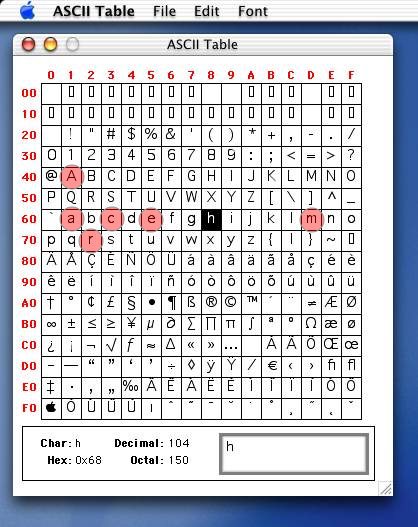 ASCII Table File Edit Font
ASCII Table
0 1 2 3 4 5 6 7 8 9 A B C D E F
00
10
20 ! " # $ % & ' ( ) * + , - . /
30 0 1 2 3 4 5 6 7 8 9 : ; < = > ?
40 @ A B C D E F G H I J K L M N O
50 P Q R S T U V W X Y Z [ \ ] ^ _
60 ` a b c d e f g h i j k l m n o
70 p q r s t u v w x y z { | } ~
80 Ä Å Ç É Ñ Ö Ü á à â ä ã å ç é è
90 ê ë í ì î ï ñ ó ò ô ö õ ú ù û ü
A0 † ° ¢ £ § • ¶ ß ® © ™ ´ ¨ ≠ Æ Ø
B0 ∞ ± ≤ ≥ ¥ µ ∂ ∑ ∏ π ∫ ª º Ω æ ø
C0 ¿ ¡ ¬ √ ƒ ≈ ∆ « » … À Ã Õ Œ œ
D0 – — “ ” ‘ ’ ÷ ◊ ÿ Ÿ ⁄ € ‹ › fi fl
E0 ‡ · ‚ „ ‰ Â Ê Á Ë È Í Î Ï Ì Ó Ô
F0 Ò Ú Û Ù ı ˆ ˜ ¯ ˘ ˙ ˚ ¸ ˝ ˛ ˇ
Char: h Decimal: 104 h
Hex: 0x68 Octal: 150